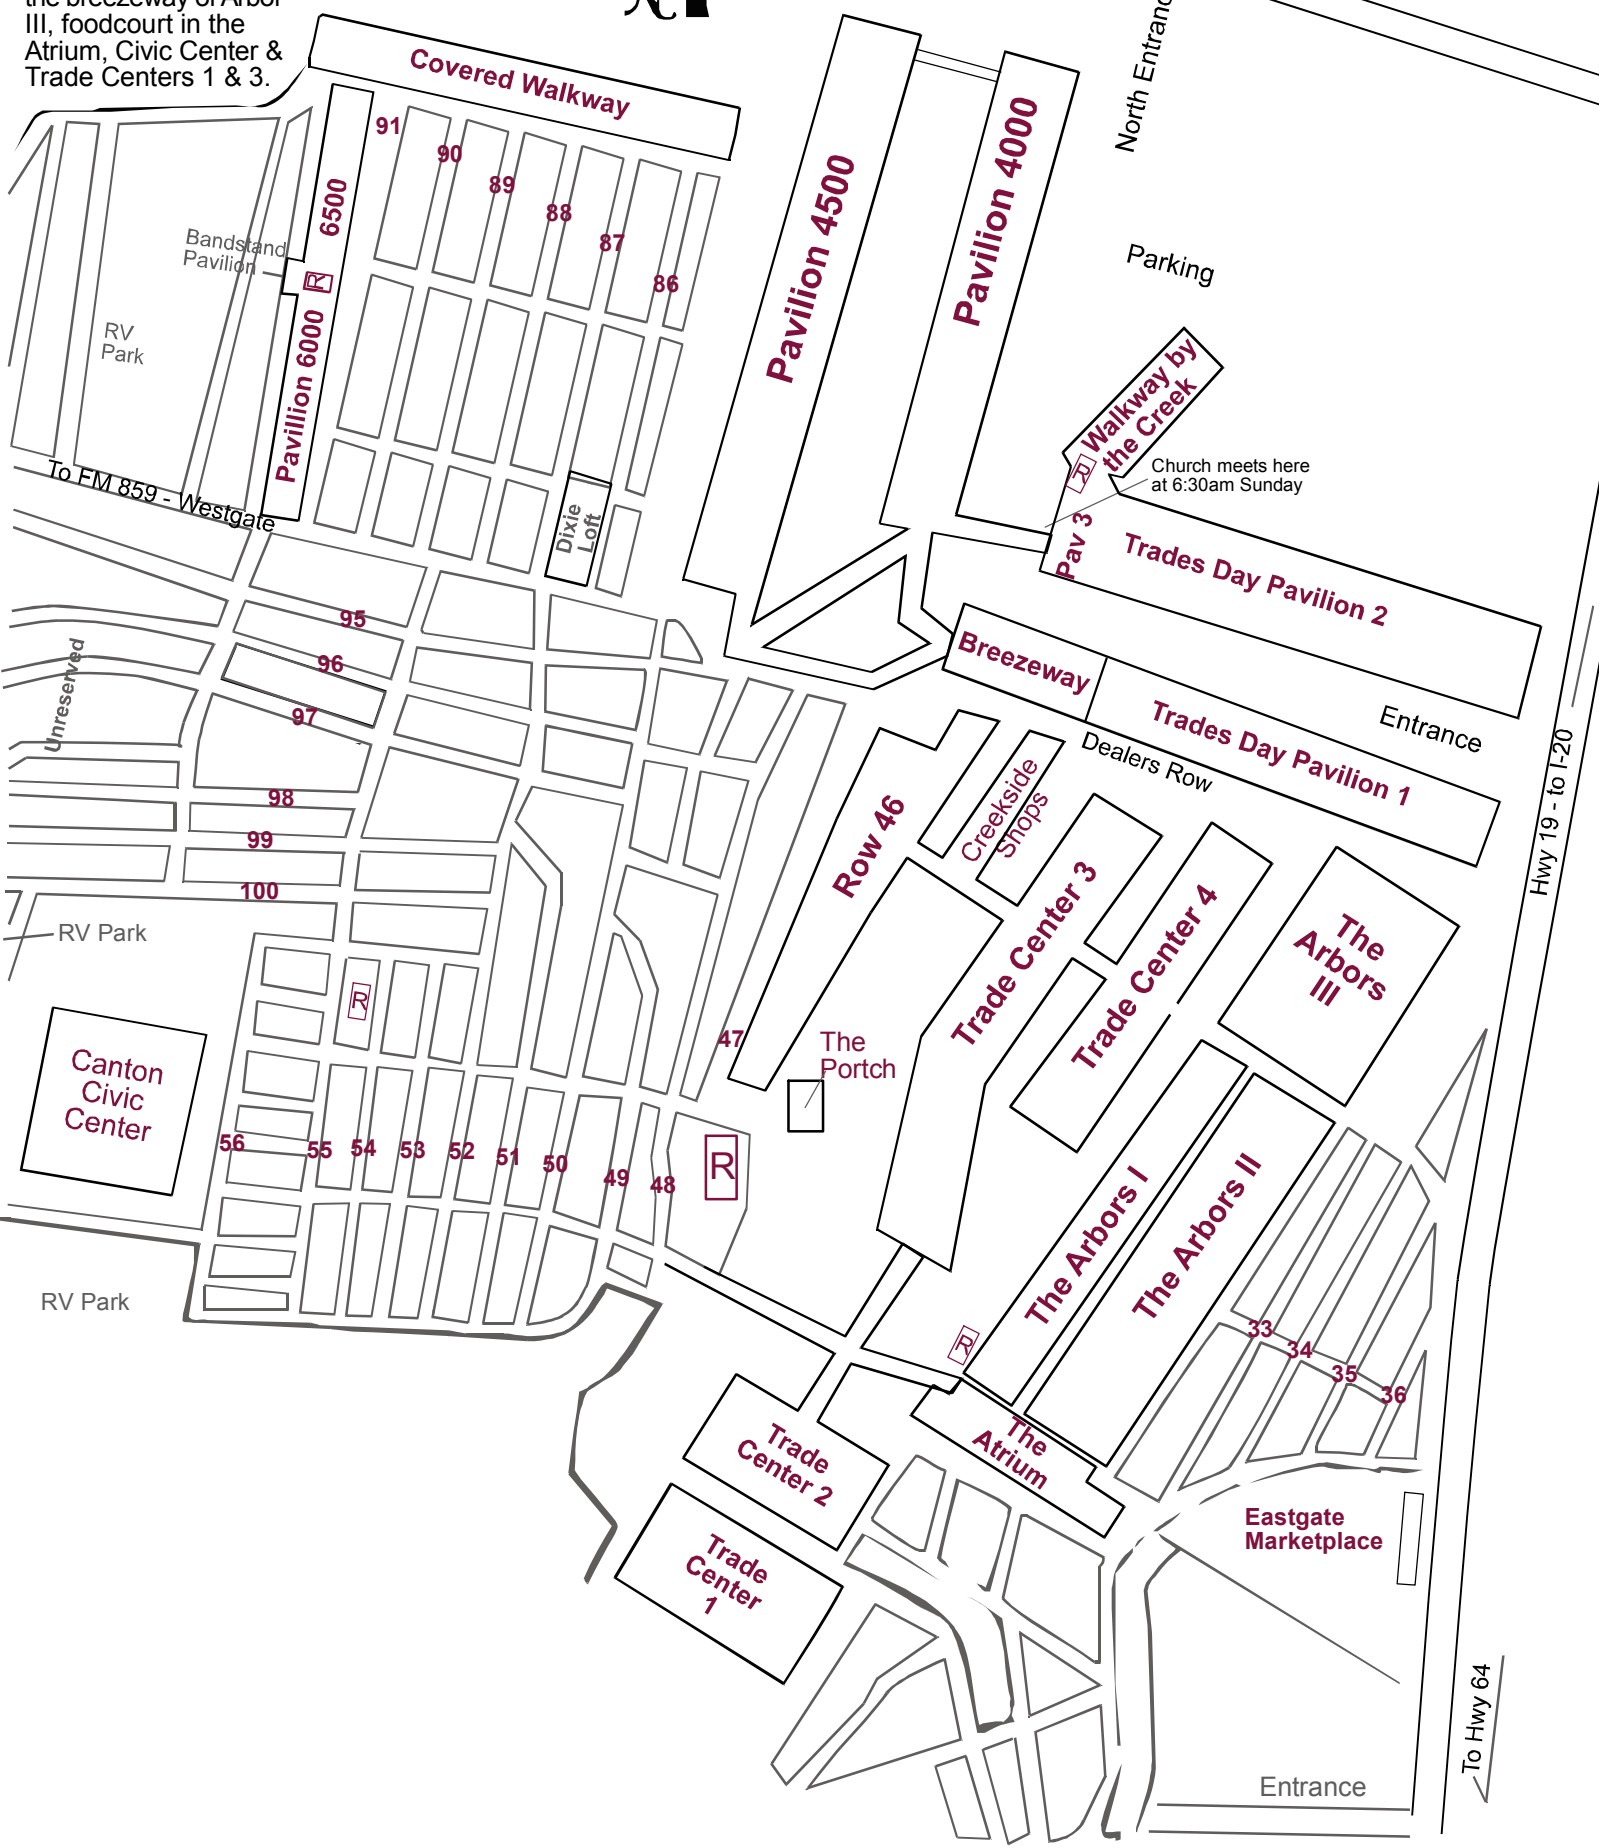 the breezeway of Arbor
III, foodcourt in the
Atrium, Civic Center &
Trade Centers 1 & 3.
Covered Walkway
North Entranc
91
90
89
88
87
86
6500
R
Pavillion 6000
Bandstand
Pavilion
RV
Park
Pavilion 4500
Pavilion 4000
Parking
Walkway by
the Creek
R
Church meets here
at 6:30am Sunday
Pav 3
Trades Day Pavilion 2
To FM 859 - Westgate
Dixie
Loft
95
96
97
Unreserved
Breezeway
Trades Day Pavilion 1
Entrance
Dealers Row
Hwy 19 - to I-20
98
99
100
RV Park
Row 46
Creekside
Shops
Trade Center 3
Trade Center 4
The
Arbors
III
R
47
The
Portch
Canton
Civic
Center
56
55
54
53
52
51
50
49
48
R
The Arbors I
The Arbors II
RV Park
R
33
34
35
36
The
Atrium
Trade
Center 2
Trade
Center
1
Eastgate
Marketplace
To Hwy 64
Entrance